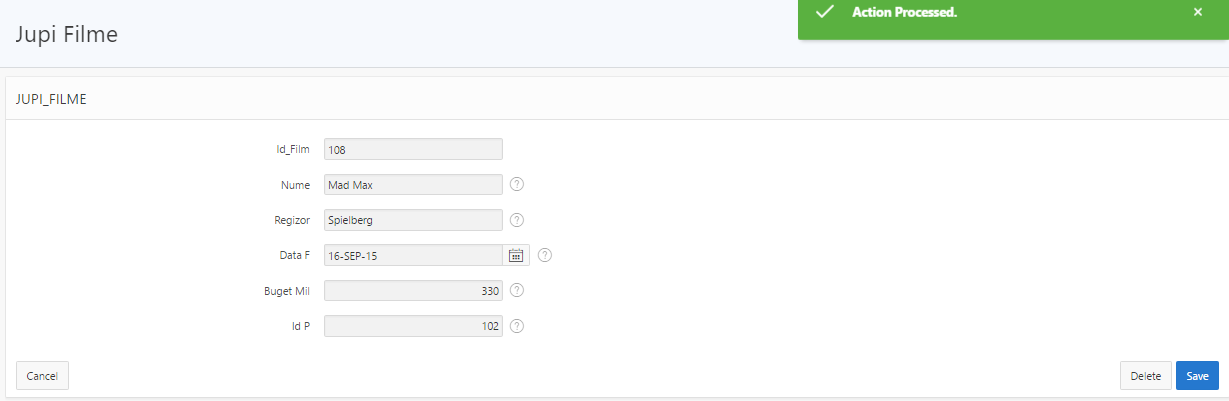 Action Processed.
Jupi Filme
JUPI_FILME
Id_Film 108
Nume Mad Max
Regizor Spielberg
Data F 16-SEP-15
Buget Mil 330
Id P 102
Cancel Delete Save